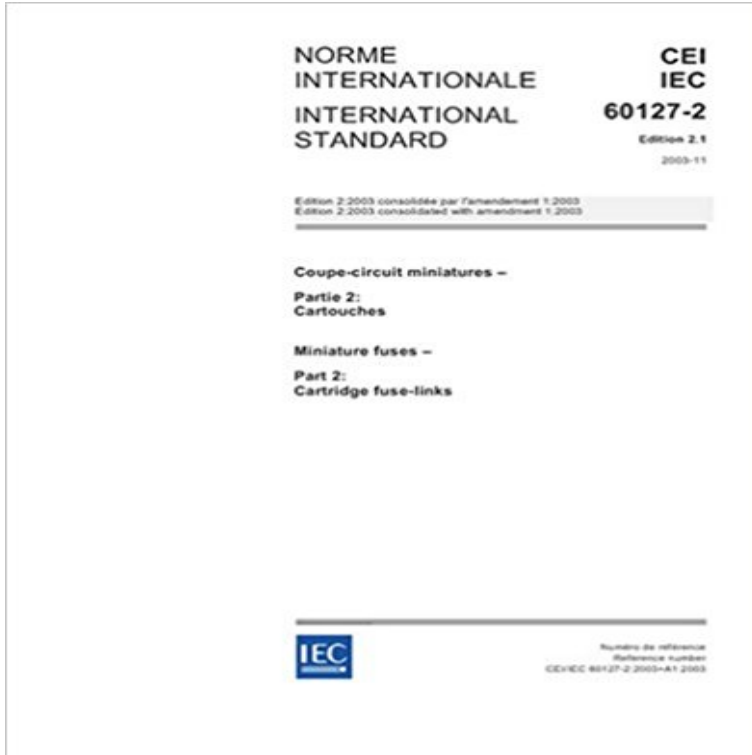 NORME
INTERNATIONALE
INTERNATIONAL
STANDARD
CEI
IEC
60127-2
Edition 2.1
2003-11
Edition 2:2003 consolidée par l'amendement 1:2003
Edition 2:2003 consolidated with amendment 1:2003
Coupe-circuit miniatures –
Partie 2:
Cartouches
Miniature fuses –
Part 2:
Cartridge fuse-links
IEC
Numéro de référence
Reference number
CEI/IEC 60127-2:2003+A1:2003